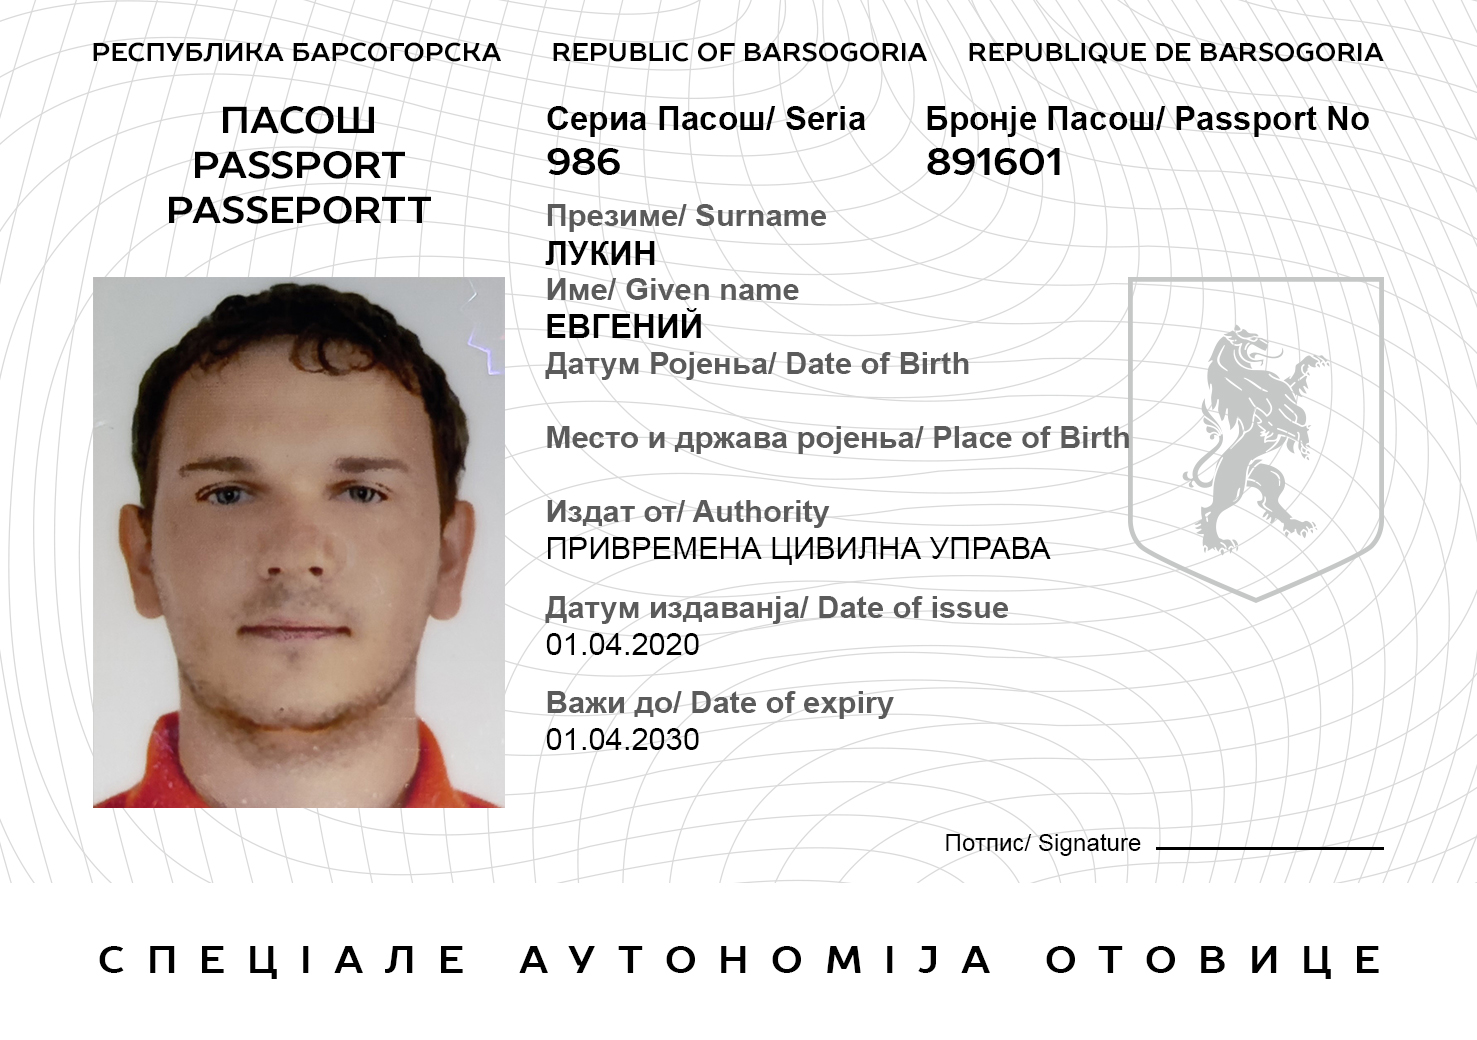 РЕСПУБЛИКА БАРСОГОРСКА REPUBLIC OF BARSOGORIA REPUBLIQUE DE BARSOGORIA
ПАСОШ
PASSPORT
PASSEPORTT
Сериа Пасош/ Seria Бронје Пасош/ Passport No
986 891601
Презиме/ Surname
ЛУКИН
Име/ Given name
ЕВГЕНИЙ
ДатумРојења/ Date of Birth
Место и држава ројења/ Place of Birth
Издат от/ Authority
ПРИВРЕМЕНА ЦИВИЛНА УПРАВА
Датум издаванја/ Date of issue
01.04.2020
Важи до/ Date of expiry
01.04.2030
Потпис/ Signature
СПЕЦІАЛЕ АУТОНОМІЈА ОТОВИЦЕ